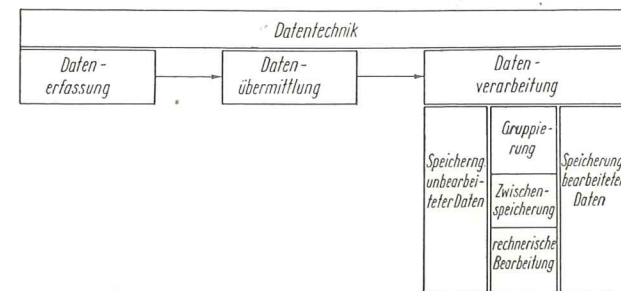 Datentechnik
Daten-
erfassung
Daten-
übermittlung
Daten-
verarbeitung
Speicherng.
unbearbei-
teter Daten
Gruppie-
rung
Zwischen-
speicherung
rechnerische
Bearbeitung
Speicherung
bearbeiteter
Daten